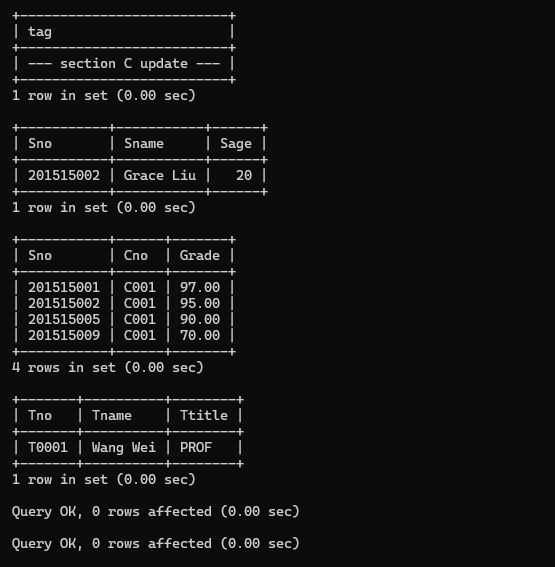 +--------------------------+
| tag                      |
+--------------------------+
| --- section C update --- |
+--------------------------+
1 row in set (0.00 sec)

+-----------+-----------+------+
| Sno       | Sname     | Sage |
+-----------+-----------+------+
| 201515002 | Grace Liu |   20 |
+-----------+-----------+------+
1 row in set (0.00 sec)

+-----------+------+-------+
| Sno       | Cno  | Grade |
+-----------+------+-------+
| 201515001 | C001 | 97.00 |
| 201515002 | C001 | 95.00 |
| 201515005 | C001 | 90.00 |
| 201515009 | C001 | 70.00 |
+-----------+------+-------+
4 rows in set (0.00 sec)

+-------+----------+--------+
| Tno   | Tname    | Ttitle |
+-------+----------+--------+
| T0001 | Wang Wei | PROF   |
+-------+----------+--------+
1 row in set (0.00 sec)

Query OK, 0 rows affected (0.00 sec)

Query OK, 0 rows affected (0.00 sec)